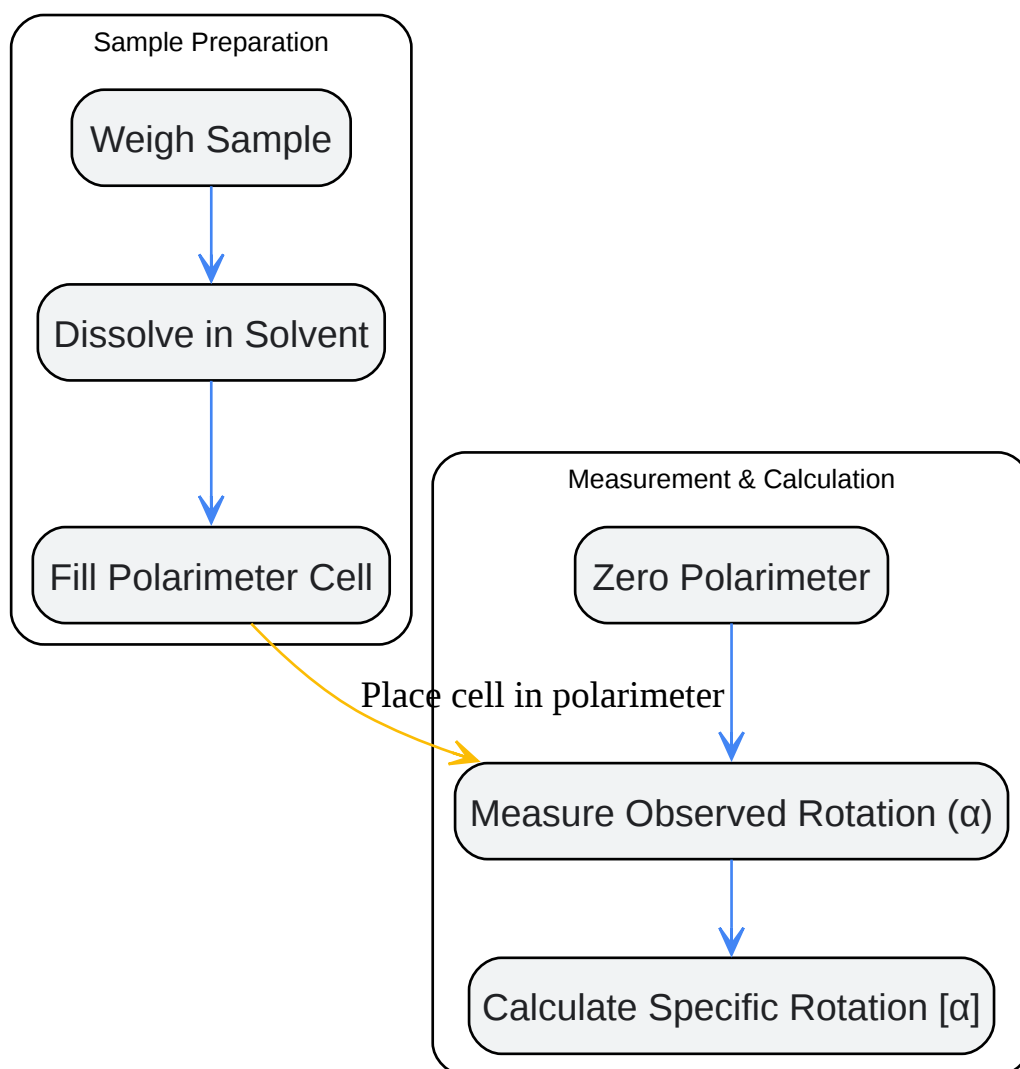 Sample Preparation
Weigh Sample
Dissolve in Solvent
Fill Polarimeter Cell
Measurement & Calculation
Zero Polarimeter
Place cell in polarimeter
Measure Observed Rotation (α)
Calculate Specific Rotation [α]